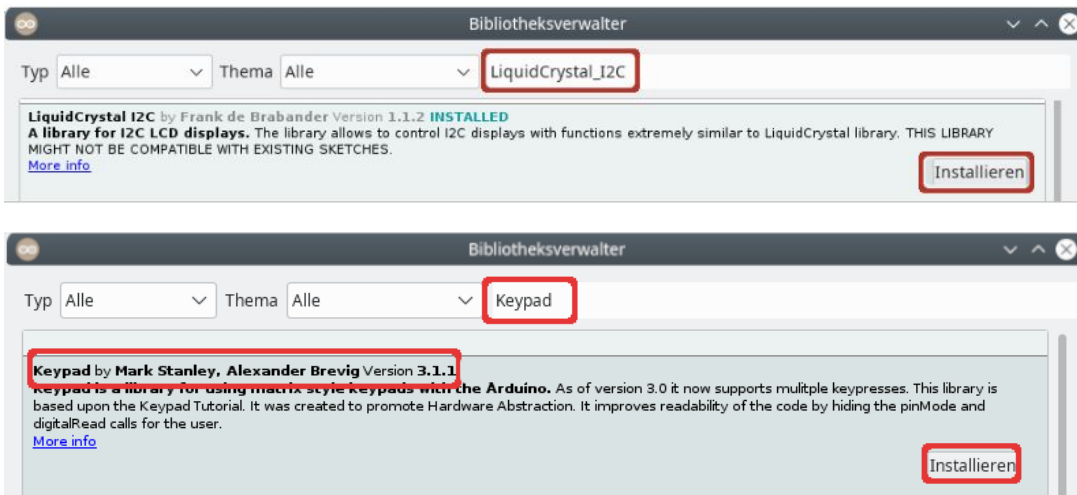 Bibliotheksverwalter
Typ Alle Thema Alle LiquidCrystal_I2C
LiquidCrystal I2C by Frank de Brabander Version 1.1.2 INSTALLED
A library for I2C LCD displays. The library allows to control I2C displays with functions extremely similar to LiquidCrystal library. THIS LIBRARY
MIGHT NOT BE COMPATIBLE WITH EXISTING SKETCHES.
More info
Installieren
Bibliotheksverwalter
Typ Alle Thema Alle Keypad
Keypad by Mark Stanley, Alexander Brevig Version 3.1.1
Keypad is a library for using matrix style keypads with the Arduino. As of version 3.0 it now supports mulitple keypresses. This library is
based upon the Keypad Tutorial. It was created to promote Hardware Abstraction. It improves readability of the code by hiding the pinMode and
digitalRead calls for the user.
More info
Installieren